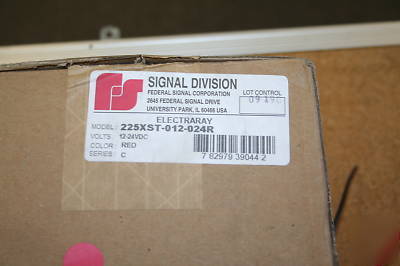 SIGNAL DIVISION
FEDERAL SIGNAL CORPORATION
2645 FEDERAL SIGNAL DRIVE
UNIVERSITY PARK, IL 60466 USA
LOT CONTROL
ELECTRARAY
MODEL: 225XST-012-024R
VOLTS: 12-24VDC
COLOR: RED
SERIES: C
7 82979 39044 2